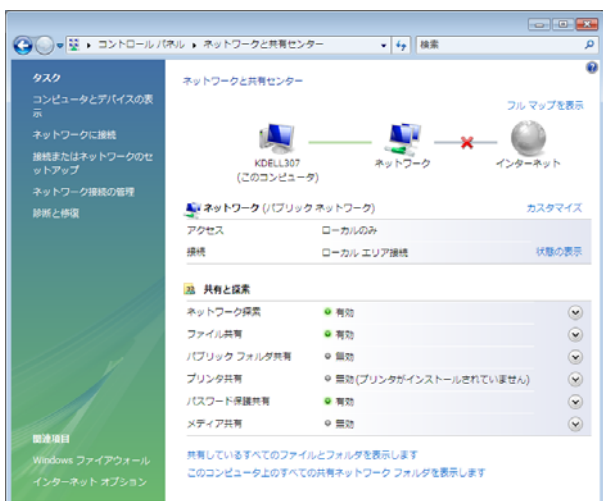 コントロール パネル ▸ ネットワークと共有センター
検索
タスク
コンピュータとデバイスの表
示
ネットワークに接続
接続またはネットワークのセ
ットアップ
ネットワーク接続の管理
診断と修復
ネットワークと共有センター
フル マップを表示
KDELL307
(このコンピュータ)
ネットワーク
インターネット
ネットワーク (パブリック ネットワーク)
カスタマイズ
アクセス ローカルのみ
接続 ローカル エリア接続 状態の表示
共有と探索
ネットワーク探索 有効
ファイル共有 有効
パブリック フォルダ共有 無効
プリンタ共有 無効 (プリンタがインストールされていません)
パスワード保護共有 有効
メディア共有 無効
共有しているすべてのファイルとフォルダを表示します
このコンピュータ上のすべての共有ネットワーク フォルダを表示します
関連項目
Windows ファイアウォール
インターネット オプション